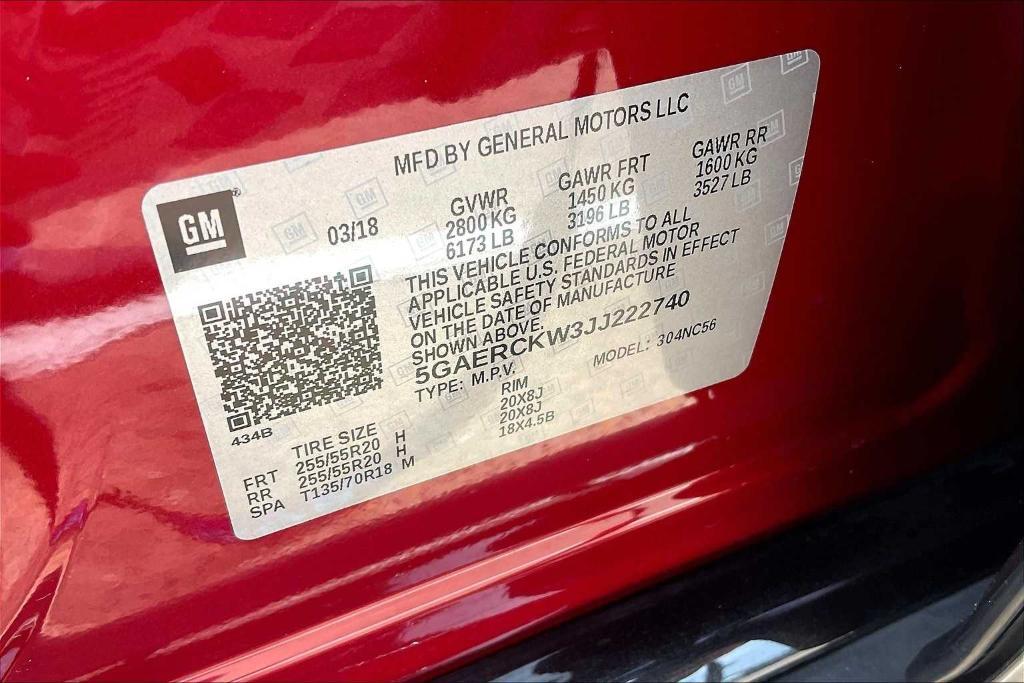 MFD BY GENERAL MOTORS LLC
GM®
03/18
GVWR
2800 KG
6173 LB
GAWR FRT
1450 KG
3196 LB
GAWR RR
1600 KG
3527 LB
THIS VEHICLE CONFORMS TO ALL
APPLICABLE U.S. FEDERAL MOTOR
VEHICLE SAFETY STANDARDS IN EFFECT
ON THE DATE OF MANUFACTURE
SHOWN ABOVE.
5GAERCKW3JJ222740
TYPE: M.P.V.
MODEL: 304NC56
434B
TIRE SIZE RIM
FRT 255/55R20 H 20X8J
RR 255/55R20 H 20X8J
SPA T135/70R18 M 18X4.5B